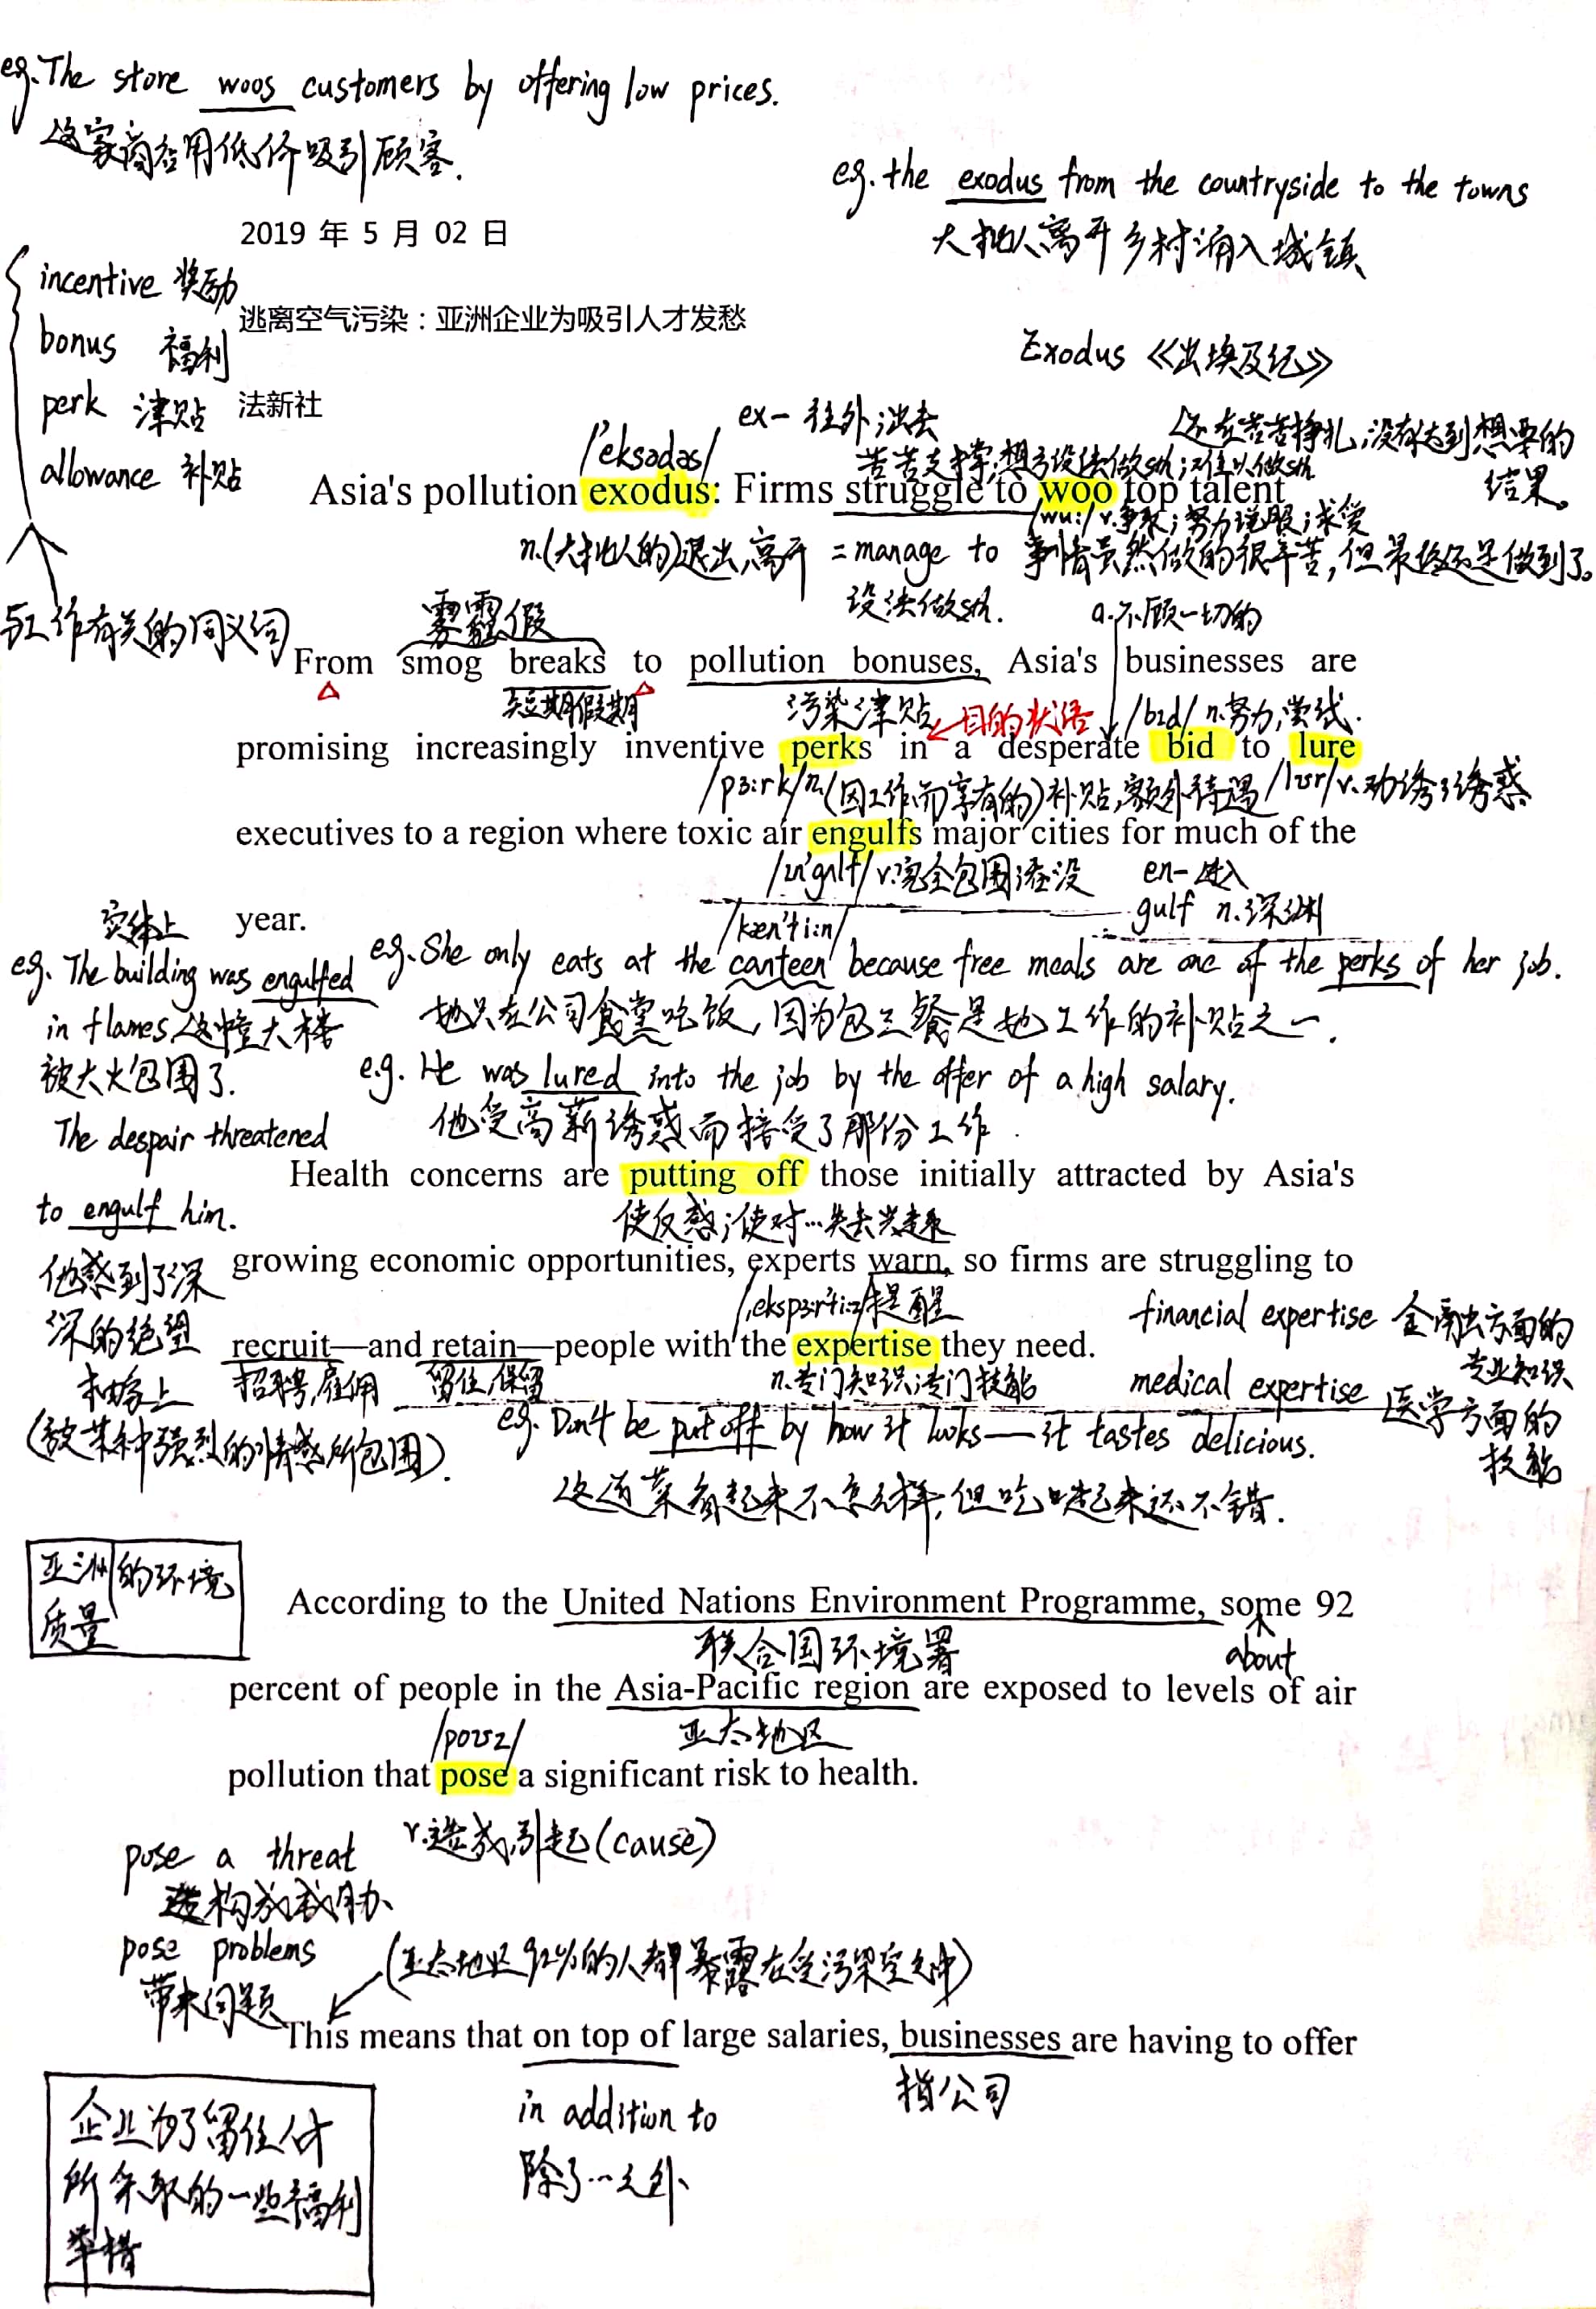 eg. The store woos customers by offering low prices.
这家商店用低价吸引顾客.
eg. the exodus from the countryside to the towns
大批人离开乡村涌入城镇
2019 年 5 月 02 日
incentive 奖励
bonus 福利
perk 津贴
allowance 补贴
与工作有关的同义词
逃离空气污染：亚洲企业为吸引人才发愁
Exodus 《出埃及记》
法新社
ex- 往外;出去
还在苦苦挣扎,没有达到想要的
结果。
/'eksədəs/
苦苦支撑;想方设法做sth;难以做sth
Asia's pollution exodus: Firms struggle to woo top talent
/wu:/ v.争取;努力说服;求爱
n.(大批人的)退出,离开
=manage to 事情虽然做的很辛苦,但最终还是做到了。
设法做sth.
雾霾假
a.不顾一切的
From smog breaks to pollution bonuses, Asia's businesses are
短期假期
污染津贴
目的状语
/bɪd/ n.努力,尝试.
promising increasingly inventive perks in a desperate bid to lure
/pɜ:rk/ n.(因工作而享有的)补贴,额外待遇
/lʊr/ v.劝诱;诱惑
executives to a region where toxic air engulfs major cities for much of the
/ɪn'gʌlf/ v.完全包围;淹没
en- 进入
gulf n.深渊
year.
实体上
eg. The building was engulfed
in flames.这幢大楼
被大火包围了.
The despair threatened
to engulf him.
他感到了深
深的绝望
抽象上
(被某种强烈的情感所包围).
/kæn'ti:n/
eg. She only eats at the canteen because free meals are one of the perks of her job.
她只在公司食堂吃饭,因为包三餐是她工作的补贴之一.
e.g. He was lured into the job by the offer of a high salary.
他受高薪诱惑而接受了那份工作.
Health concerns are putting off those initially attracted by Asia's
使反感;使对…失去兴趣
growing economic opportunities, experts warn, so firms are struggling to
/ˌekspɜ:r'ti:z/
提醒
financial expertise 金融方面的
专业知识
recruit—and retain—people with the expertise they need.
招聘,雇佣
留住,保留
n.专门知识;专门技能
medical expertise 医学方面的
技能
eg. Don't be put off by how it looks — it tastes delicious.
这道菜看起来不怎么样,但吃起来还不错.
亚洲的环境
质量
According to the United Nations Environment Programme, some 92
联合国环境署
about
percent of people in the Asia-Pacific region are exposed to levels of air
/poʊz/
亚太地区
pollution that pose a significant risk to health.
v.造成,引起(cause)
pose a threat
构成威胁
pose problems
带来问题
(亚太地区92%的人都暴露在受污染空气中)
This means that on top of large salaries, businesses are having to offer
in addition to
除了…之外
指公司
企业为了留住人才
所采取的一些福利
举措